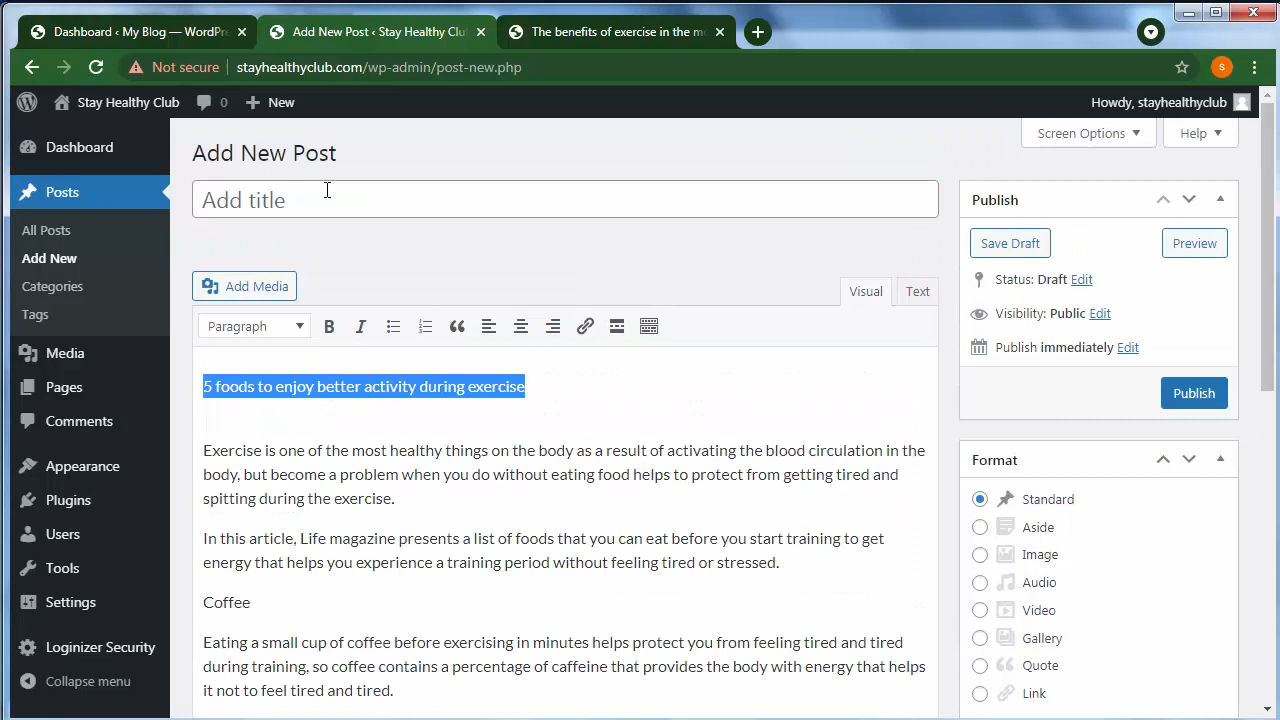 Dashboard ‹ My Blog — WordPr
Add New Post ‹ Stay Healthy Clu
The benefits of exercise in the m
Not secure
stayhealthyclub.com/wp-admin/post-new.php
s
Stay Healthy Club
0
New
Howdy, stayhealthyclub
Screen Options
Help
Dashboard
Posts
All Posts
Add New
Categories
Tags
Media
Pages
Comments
Appearance
Plugins
Users
Tools
Settings
Loginizer Security
Collapse menu
Add New Post
Add title
Add Media
Visual
Text
Paragraph
B
I
5 foods to enjoy better activity during exercise
Exercise is one of the most healthy things on the body as a result of activating the blood circulation in the
body, but become a problem when you do without eating food helps to protect from getting tired and
spitting during the exercise.
In this article, Life magazine presents a list of foods that you can eat before you start training to get
energy that helps you experience a training period without feeling tired or stressed.
Coffee
Eating a small cup of coffee before exercising in minutes helps protect you from feeling tired and tired
during training, so coffee contains a percentage of caffeine that provides the body with energy that helps
it not to feel tired and tired.
Publish
Save Draft
Preview
Status: Draft Edit
Visibility: Public Edit
Publish immediately Edit
Publish
Format
Standard
Aside
Image
Audio
Video
Gallery
Quote
Link